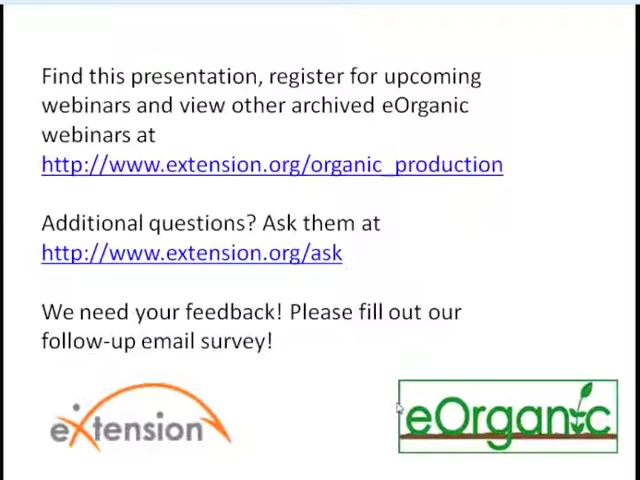 Find this presentation, register for upcoming
webinars and view other archived eOrganic
webinars at
http://www.extension.org/organic_production
Additional questions? Ask them at
http://www.extension.org/ask
We need your feedback! Please fill out our
follow-up email survey!
eXtension
eOrganic